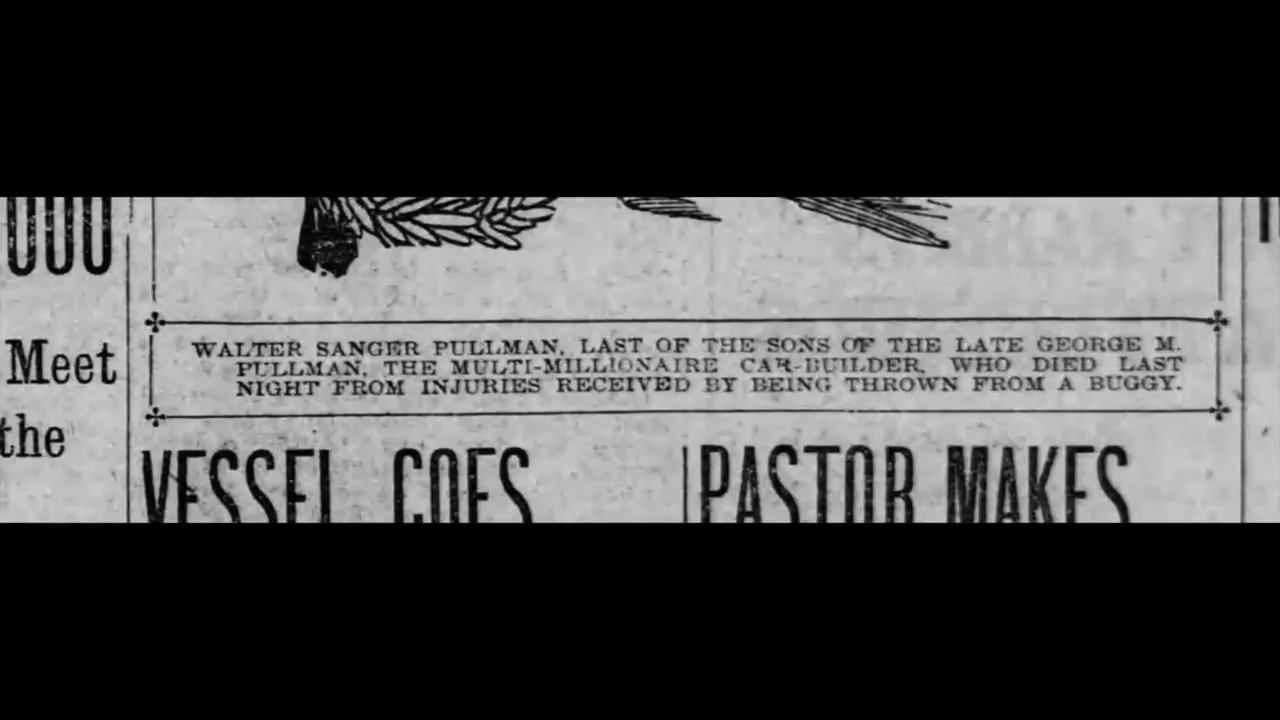 000
Meet
the
WALTER SANGER PULLMAN, LAST OF THE SONS OF THE LATE GEORGE M.
PULLMAN, THE MULTI-MILLIONAIRE CAR-BUILDER, WHO DIED LAST
NIGHT FROM INJURIES RECEIVED BY BEING THROWN FROM A BUGGY.
VESSEL GOES
PASTOR MAKES